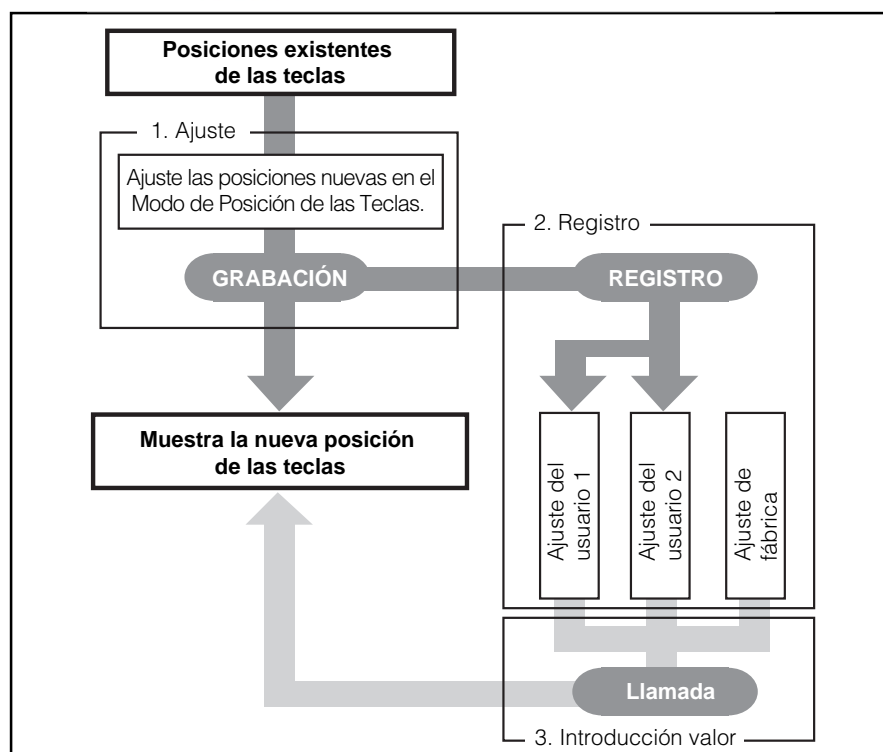 Posiciones existentes
de las teclas
1. Ajuste
Ajuste las posiciones nuevas en el
Modo de Posición de las Teclas.
2. Registro
GRABACIÓN
REGISTRO
Muestra la nueva posición
de las teclas
Ajuste del
usuario 1
Ajuste del
usuario 2
Ajuste de
fábrica
Llamada
3. Introducción valor